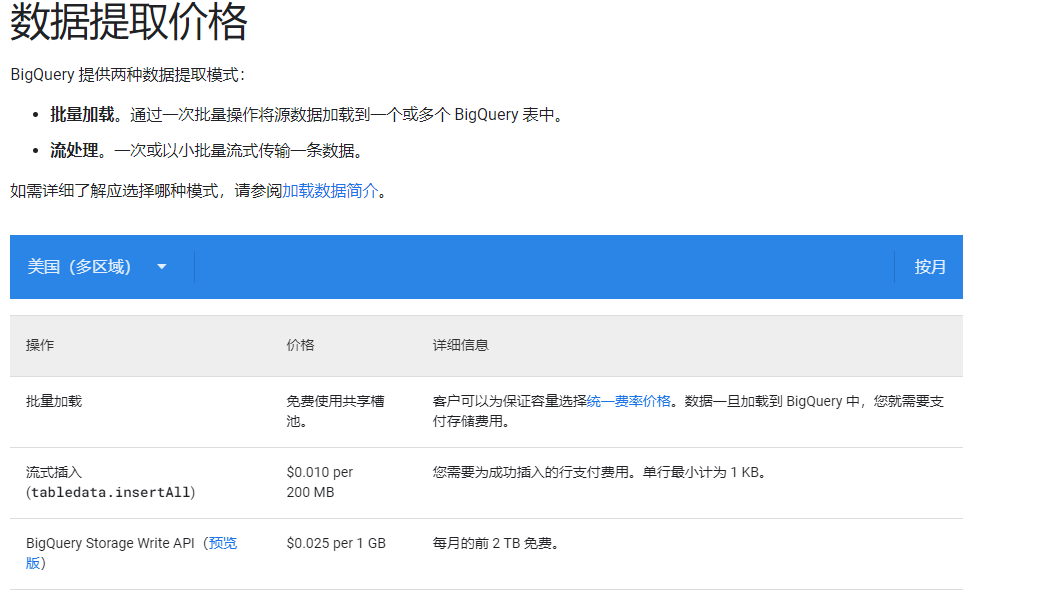 数据提取价格
BigQuery 提供两种数据提取模式：
• 批量加载。通过一次批量操作将源数据加载到一个或多个 BigQuery 表中。
• 流处理。一次或以小批量流式传输一条数据。
如需详细了解应选择哪种模式，请参阅加载数据简介。
美国（多区域） 按月
操作 价格 详细信息
批量加载 免费使用共享槽 客户可以为保证容量选择统一费率价格。数据一旦加载到 BigQuery 中，您就需要支
池。 付存储费用。
流式插入 $0.010 per 您需要为成功插入的行支付费用。单行最小计为 1 KB。
(tabledata.insertAll) 200 MB
BigQuery Storage Write API（预览 $0.025 per 1 GB 每月的前 2 TB 免费。
版）